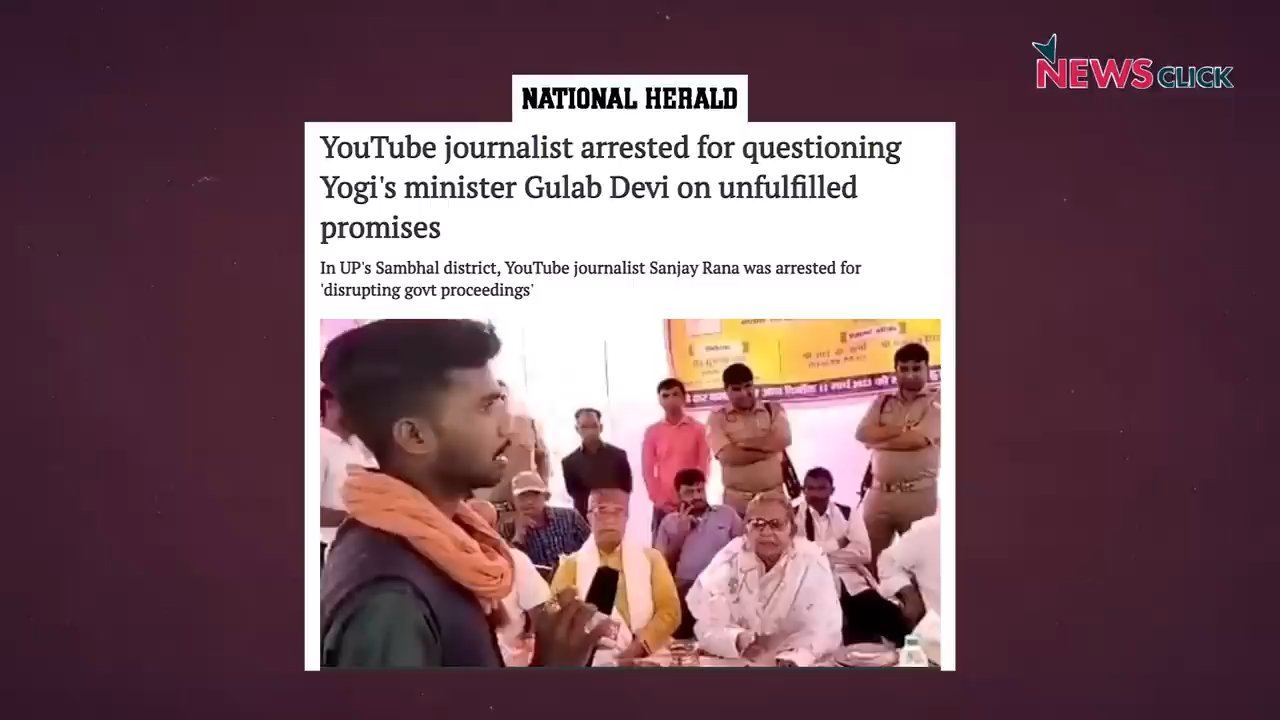 NEWSCLICK
NATIONAL HERALD
YouTube journalist arrested for questioning
Yogi's minister Gulab Devi on unfulfilled
promises
In UP's Sambhal district, YouTube journalist Sanjay Rana was arrested for
'disrupting govt proceedings'